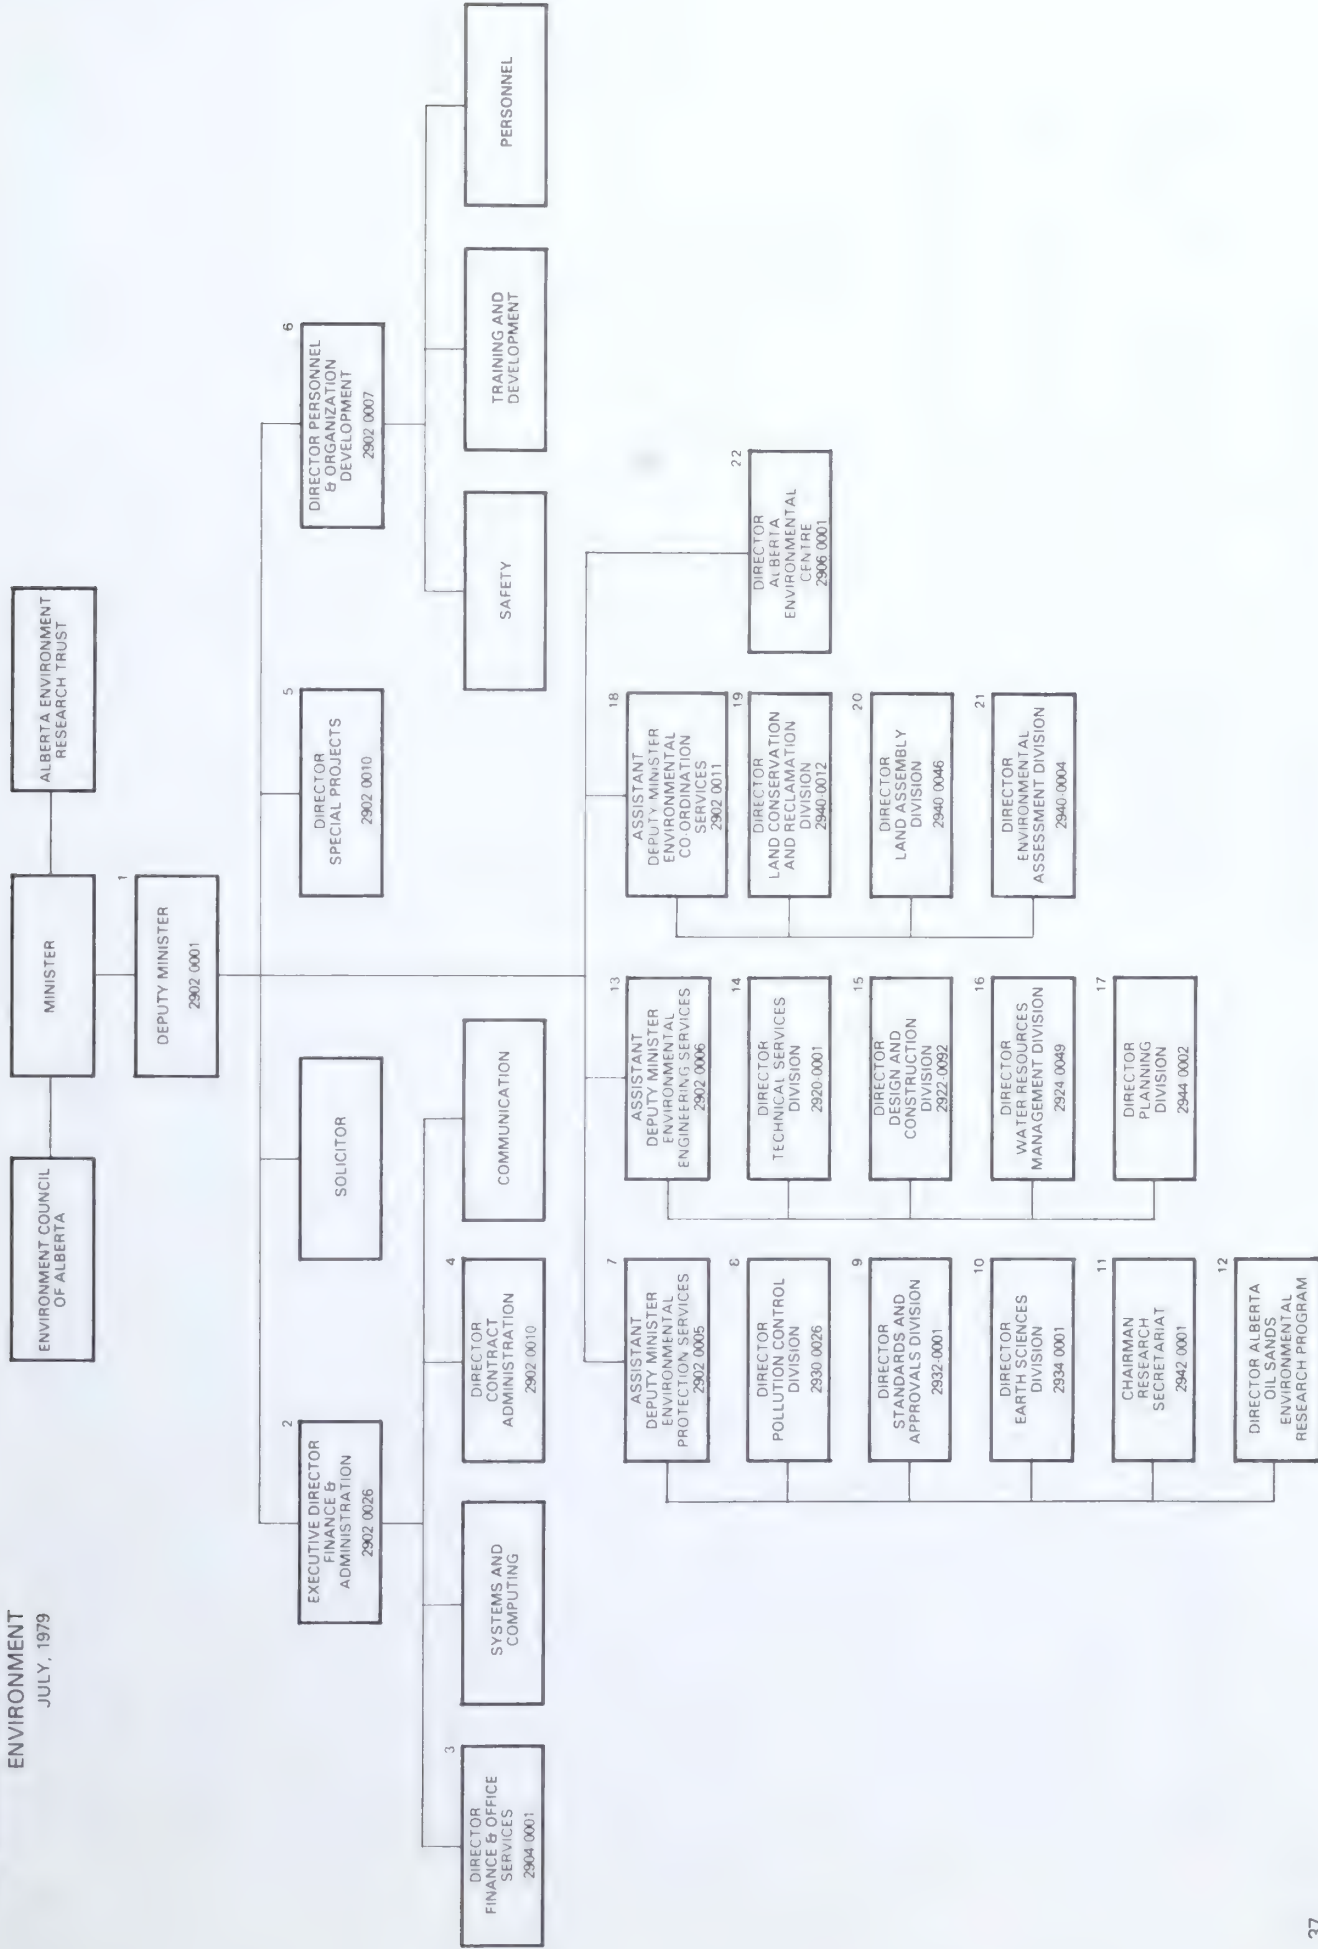 ENVIRONMENT
JULY, 1979
ENVIRONMENT COUNCIL
OF ALBERTA
MINISTER
ALBERTA ENVIRONMENT
RESEARCH TRUST
1
DEPUTY MINISTER
2902 0001
2
EXECUTIVE DIRECTOR
FINANCE &
ADMINISTRATION
2902 0026
SOLICITOR
5
DIRECTOR
SPECIAL PROJECTS
2902 0010
6
DIRECTOR PERSONNEL
& ORGANIZATION
DEVELOPMENT
2902 0007
3
DIRECTOR
FINANCE & OFFICE
SERVICES
2904 0001
SYSTEMS AND
COMPUTING
4
DIRECTOR
CONTRACT
ADMINISTRATION
2902 0010
COMMUNICATION
SAFETY
TRAINING AND
DEVELOPMENT
PERSONNEL
7
ASSISTANT
DEPUTY MINISTER
ENVIRONMENTAL
PROTECTION SERVICES
2902 0005
8
DIRECTOR
POLLUTION CONTROL
DIVISION
2930 0026
9
DIRECTOR
STANDARDS AND
APPROVALS DIVISION
2932-0001
10
DIRECTOR
EARTH SCIENCES
DIVISION
2934 0001
11
CHAIRMAN
RESEARCH
SECRETARIAT
2942 0001
12
DIRECTOR ALBERTA
OIL SANDS
ENVIRONMENTAL
RESEARCH PROGRAM
13
ASSISTANT
DEPUTY MINISTER
ENVIRONMENTAL
ENGINEERING SERVICES
2902 0006
14
DIRECTOR
TECHNICAL SERVICES
DIVISION
2920-0001
15
DIRECTOR
DESIGN AND
CONSTRUCTION
DIVISION
2922-0092
16
DIRECTOR
WATER RESOURCES
MANAGEMENT DIVISION
2924 0049
17
DIRECTOR
PLANNING
DIVISION
2944 0002
18
ASSISTANT
DEPUTY MINISTER
ENVIRONMENTAL
CO-ORDINATION
SERVICES
2902 0011
19
DIRECTOR
LAND CONSERVATION
AND RECLAMATION
DIVISION
2940-0012
20
DIRECTOR
LAND ASSEMBLY
DIVISION
2940 0046
21
DIRECTOR
ENVIRONMENTAL
ASSESSMENT DIVISION
2940-0004
22
DIRECTOR
ALBERTA
ENVIRONMENTAL
CENTRE
2906 0001
37